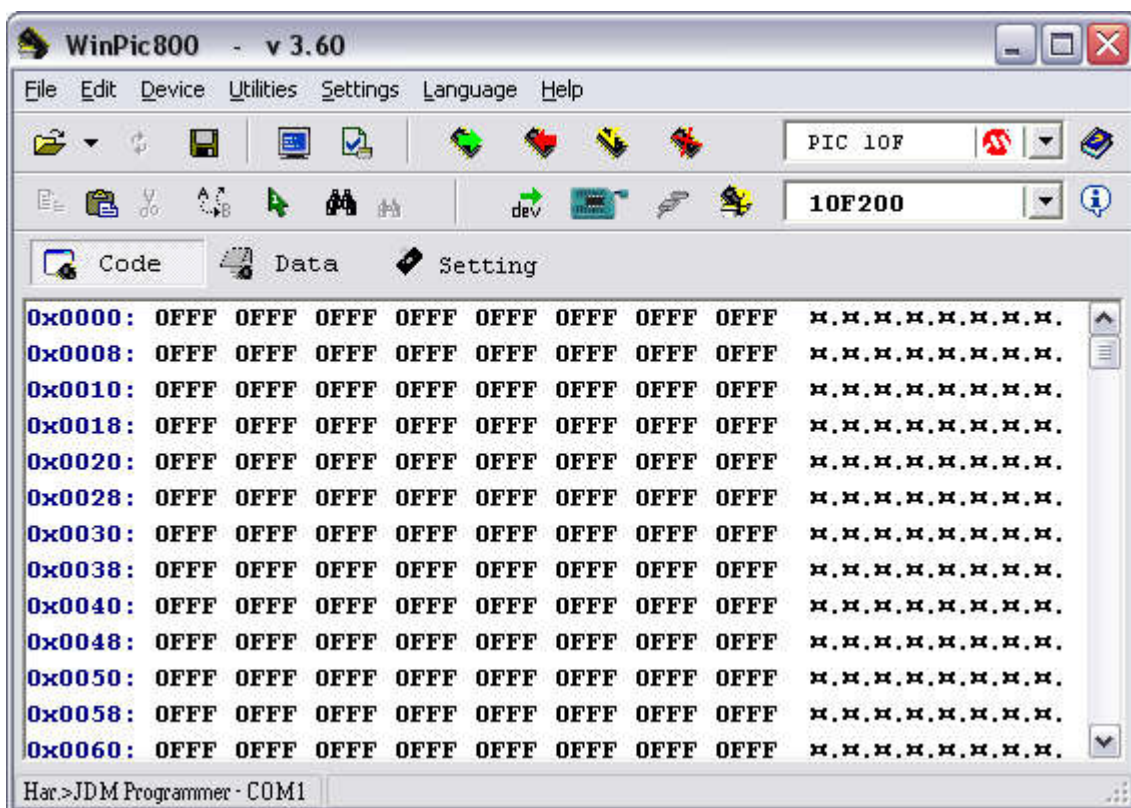 WinPic800 - v 3.60
File Edit Device Utilities Settings Language Help
PIC 10F
dev 10F200
Code Data Setting
0x0000: 0FFF 0FFF 0FFF 0FFF 0FFF 0FFF 0FFF 0FFF ¤.¤.¤.¤.¤.¤.¤.¤.
0x0008: 0FFF 0FFF 0FFF 0FFF 0FFF 0FFF 0FFF 0FFF ¤.¤.¤.¤.¤.¤.¤.¤.
0x0010: 0FFF 0FFF 0FFF 0FFF 0FFF 0FFF 0FFF 0FFF ¤.¤.¤.¤.¤.¤.¤.¤.
0x0018: 0FFF 0FFF 0FFF 0FFF 0FFF 0FFF 0FFF 0FFF ¤.¤.¤.¤.¤.¤.¤.¤.
0x0020: 0FFF 0FFF 0FFF 0FFF 0FFF 0FFF 0FFF 0FFF ¤.¤.¤.¤.¤.¤.¤.¤.
0x0028: 0FFF 0FFF 0FFF 0FFF 0FFF 0FFF 0FFF 0FFF ¤.¤.¤.¤.¤.¤.¤.¤.
0x0030: 0FFF 0FFF 0FFF 0FFF 0FFF 0FFF 0FFF 0FFF ¤.¤.¤.¤.¤.¤.¤.¤.
0x0038: 0FFF 0FFF 0FFF 0FFF 0FFF 0FFF 0FFF 0FFF ¤.¤.¤.¤.¤.¤.¤.¤.
0x0040: 0FFF 0FFF 0FFF 0FFF 0FFF 0FFF 0FFF 0FFF ¤.¤.¤.¤.¤.¤.¤.¤.
0x0048: 0FFF 0FFF 0FFF 0FFF 0FFF 0FFF 0FFF 0FFF ¤.¤.¤.¤.¤.¤.¤.¤.
0x0050: 0FFF 0FFF 0FFF 0FFF 0FFF 0FFF 0FFF 0FFF ¤.¤.¤.¤.¤.¤.¤.¤.
0x0058: 0FFF 0FFF 0FFF 0FFF 0FFF 0FFF 0FFF 0FFF ¤.¤.¤.¤.¤.¤.¤.¤.
0x0060: 0FFF 0FFF 0FFF 0FFF 0FFF 0FFF 0FFF 0FFF ¤.¤.¤.¤.¤.¤.¤.¤.
Har.>JDM Programmer - COM1